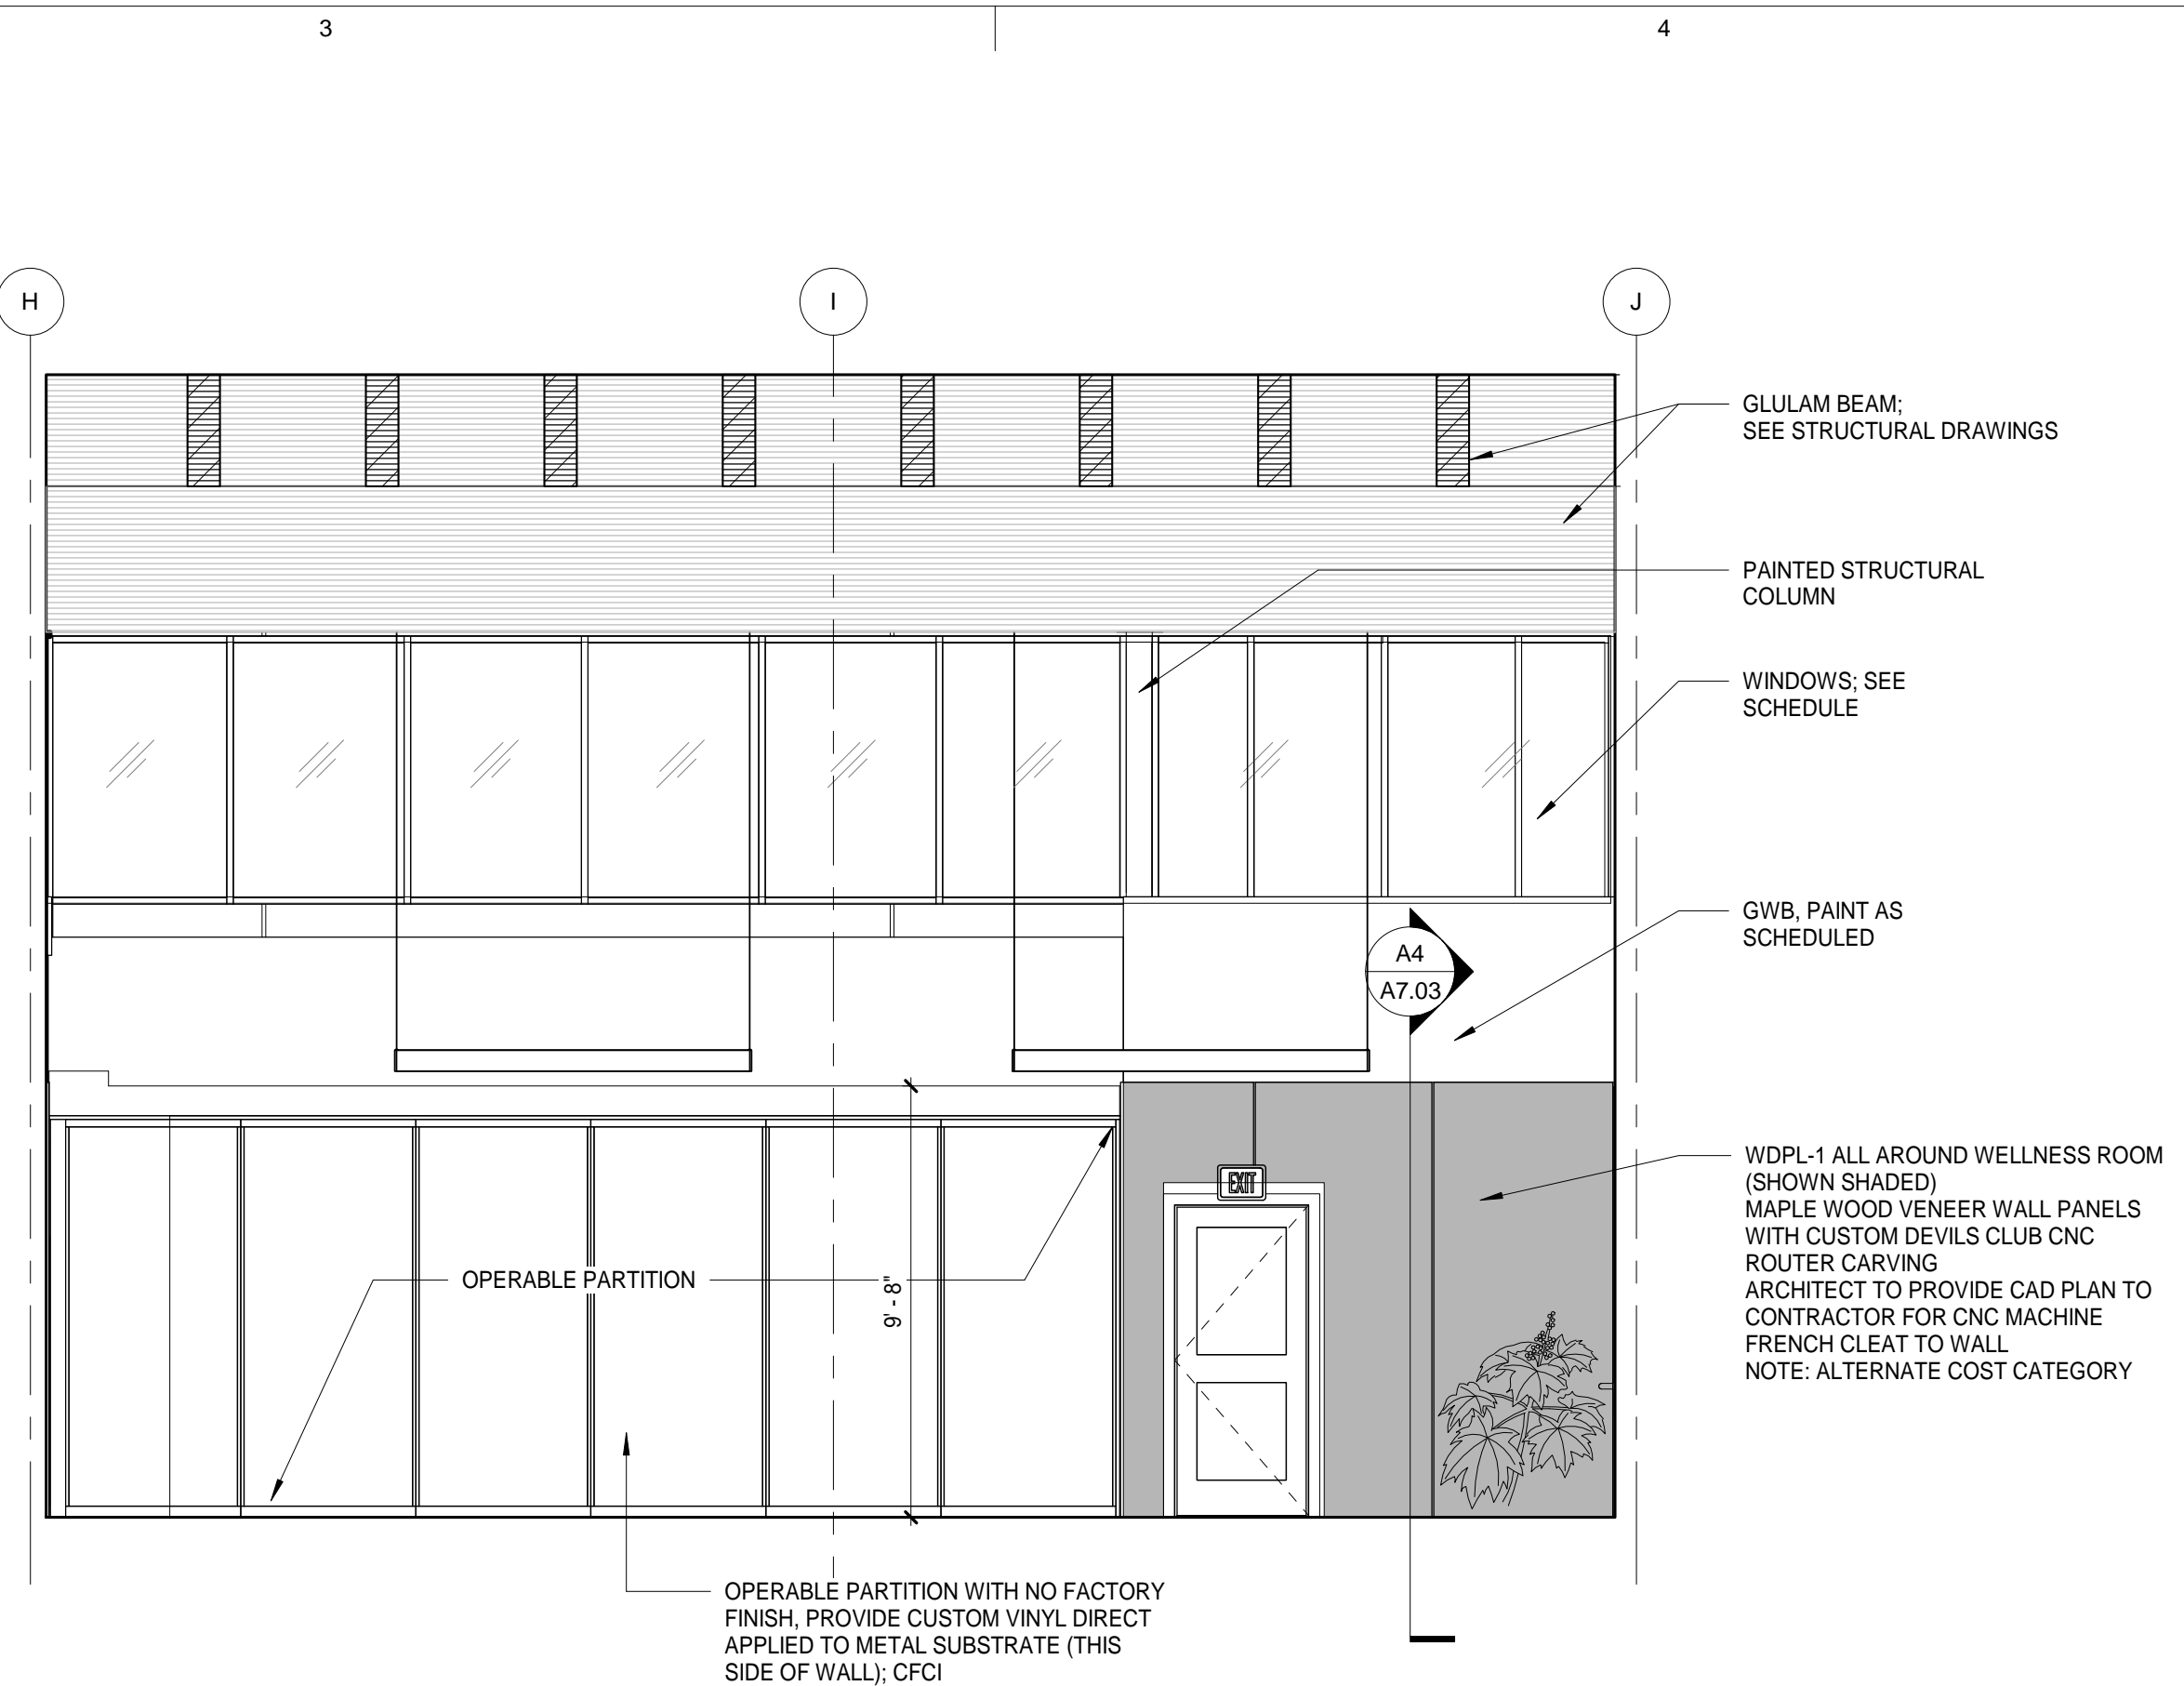 3
4
H
I
J
GLULAM BEAM;
SEE STRUCTURAL DRAWINGS
PAINTED STRUCTURAL
COLUMN
WINDOWS; SEE
SCHEDULE
GWB, PAINT AS
SCHEDULED
A4
A7.03
EXIT
WDPL-1 ALL AROUND WELLNESS ROOM
(SHOWN SHADED)
MAPLE WOOD VENEER WALL PANELS
WITH CUSTOM DEVILS CLUB CNC
ROUTER CARVING
ARCHITECT TO PROVIDE CAD PLAN TO
CONTRACTOR FOR CNC MACHINE
FRENCH CLEAT TO WALL
NOTE: ALTERNATE COST CATEGORY
OPERABLE PARTITION
9' - 8"
OPERABLE PARTITION WITH NO FACTORY
FINISH, PROVIDE CUSTOM VINYL DIRECT
APPLIED TO METAL SUBSTRATE (THIS
SIDE OF WALL); CFCI